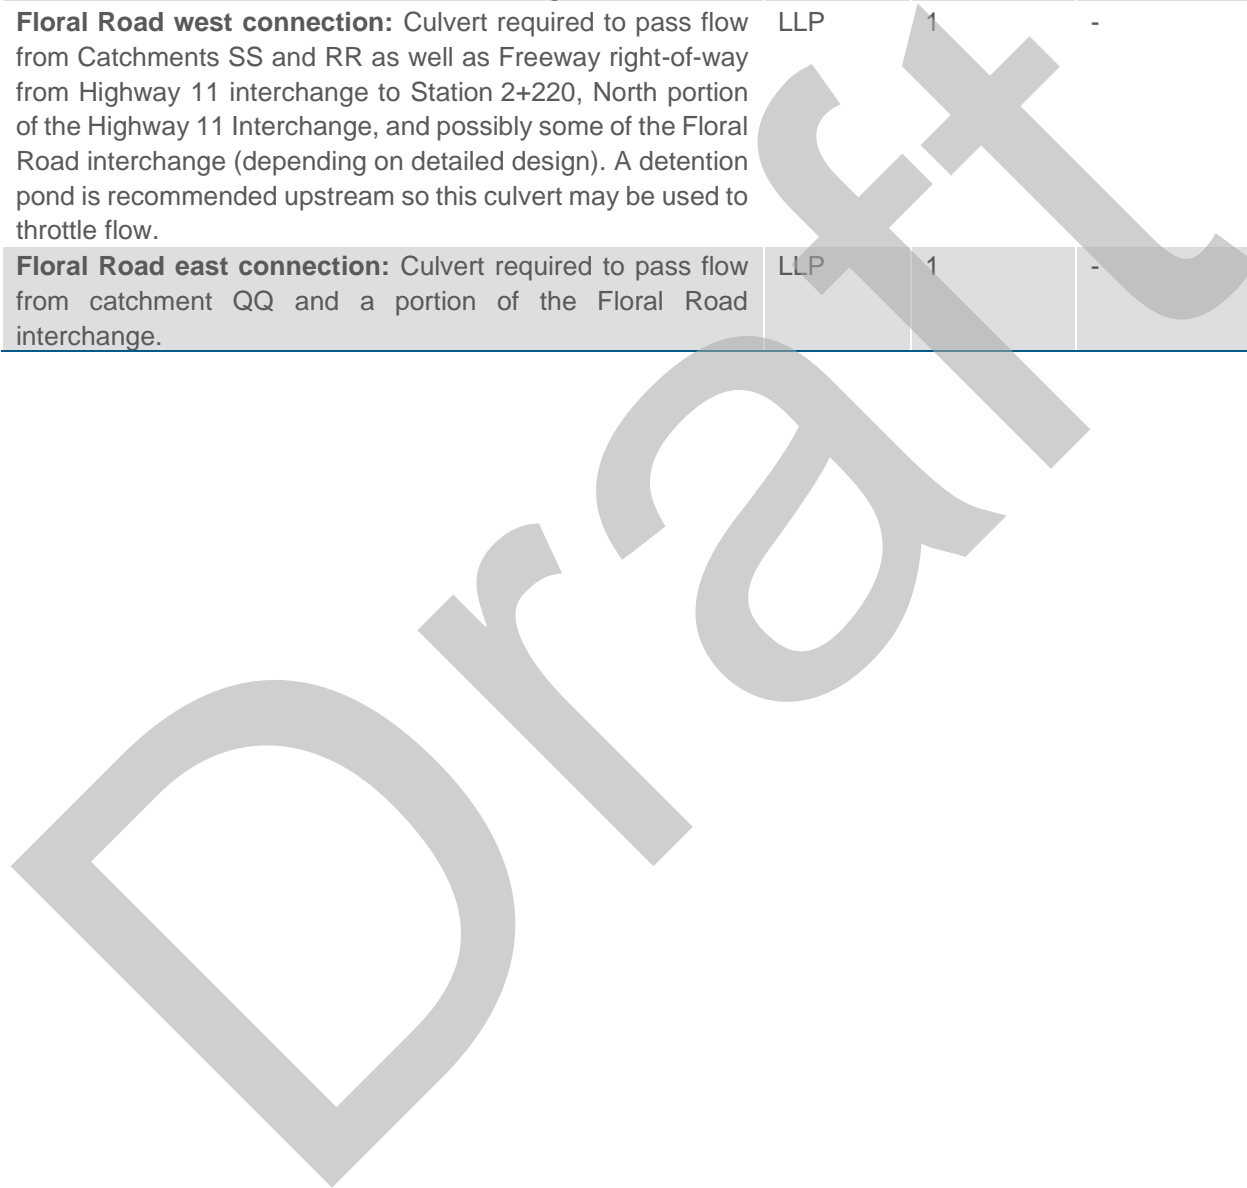 Floral Road west connection: Culvert required to pass flow LLP 1 -
from Catchments SS and RR as well as Freeway right-of-way
from Highway 11 interchange to Station 2+220, North portion
of the Highway 11 Interchange, and possibly some of the Floral
Road interchange (depending on detailed design). A detention
pond is recommended upstream so this culvert may be used to
throttle flow.
Floral Road east connection: Culvert required to pass flow LLP 1 -
from catchment QQ and a portion of the Floral Road
interchange.
Draft